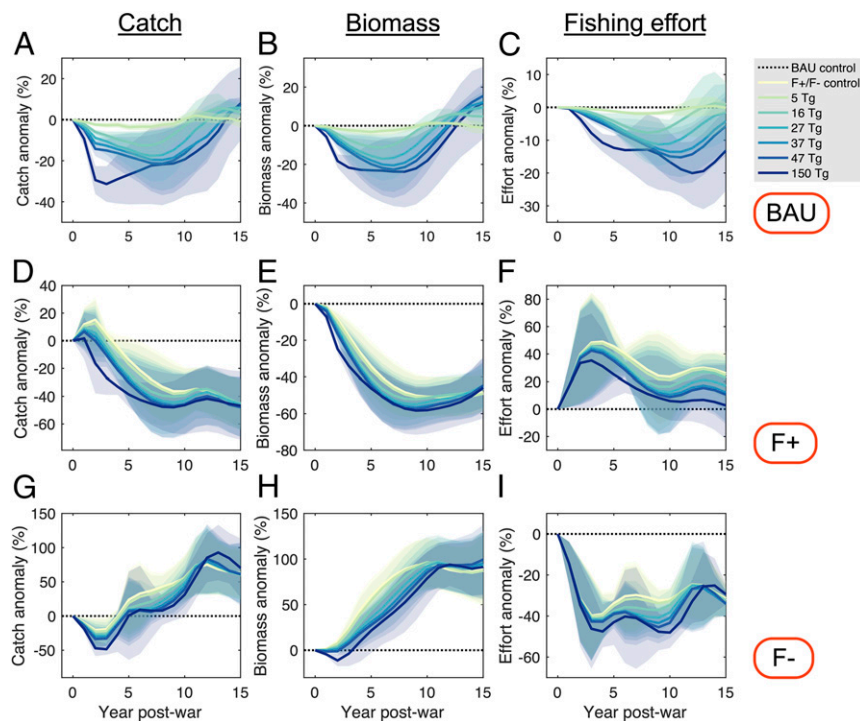 Catch Biomass Fishing effort
A B C
Catch anomaly (%)
20
0
-20
-40
0 5 10 15
Biomass anomaly (%)
20
0
-20
-40
0 5 10 15
Effort anomaly (%)
10
0
-10
-20
-30
0 5 10 15
BAU control
F+/F- control
5 Tg
16 Tg
27 Tg
37 Tg
47 Tg
150 Tg
BAU
D E F
Catch anomaly (%)
40
20
0
-20
-40
-60
0 5 10 15
Biomass anomaly (%)
0
-20
-40
-60
-80
0 5 10 15
Effort anomaly (%)
80
60
40
20
0
-20
0 5 10 15
F+
G H I
Catch anomaly (%)
150
100
50
0
-50
0 5 10 15
Year post-war
Biomass anomaly (%)
150
100
50
0
0 5 10 15
Year post-war
Effort anomaly (%)
0
-20
-40
-60
0 5 10 15
Year post-war
F-